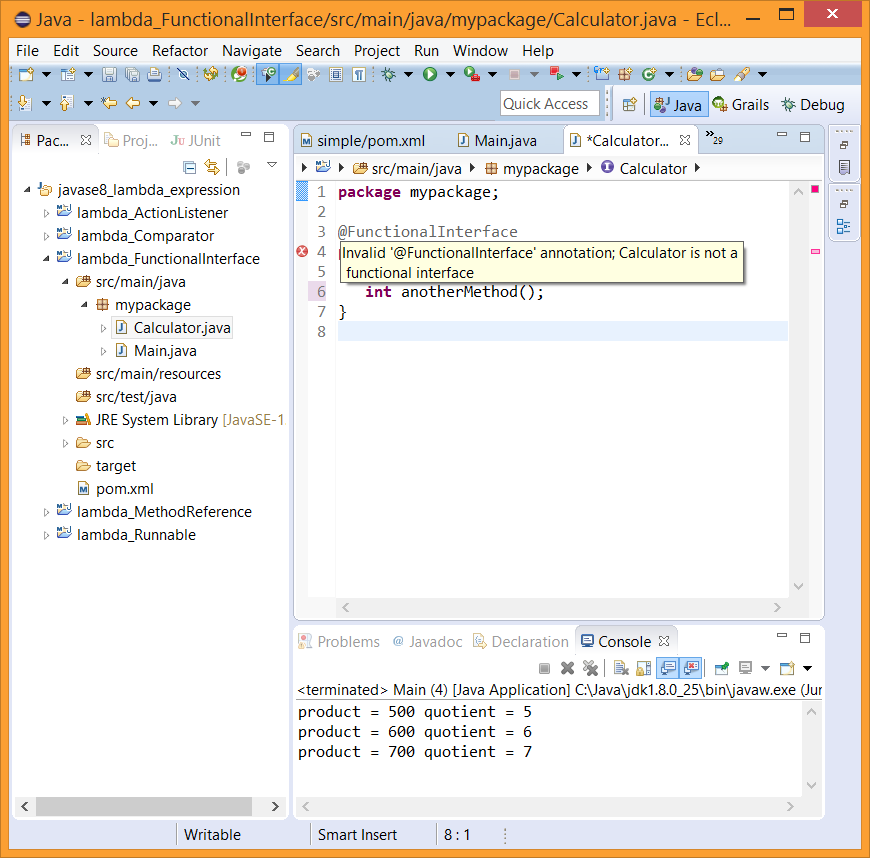 Java - lambda_FunctionalInterface/src/main/java/mypackage/Calculator.java - Ecl...
File Edit Source Refactor Navigate Search Project Run Window Help
Quick Access
Java Grails Debug
Pac... Proj... JUnit
javase8_lambda_expression
lambda_ActionListener
lambda_Comparator
lambda_FunctionalInterface
src/main/java
mypackage
Calculator.java
Main.java
src/main/resources
src/test/java
JRE System Library [JavaSE-1
src
target
pom.xml
lambda_MethodReference
lambda_Runnable
simple/pom.xml Main.java *Calculator... »29
src/main/java mypackage Calculator
1 package mypackage;
2
3 @FunctionalInterface
4
Invalid '@FunctionalInterface' annotation; Calculator is not a
functional interface
5
6 int anotherMethod();
7 }
8
Problems @ Javadoc Declaration Console
<terminated> Main (4) [Java Application] C:\Java\jdk1.8.0_25\bin\javaw.exe (Jun
product = 500 quotient = 5
product = 600 quotient = 6
product = 700 quotient = 7
Writable Smart Insert 8 : 1